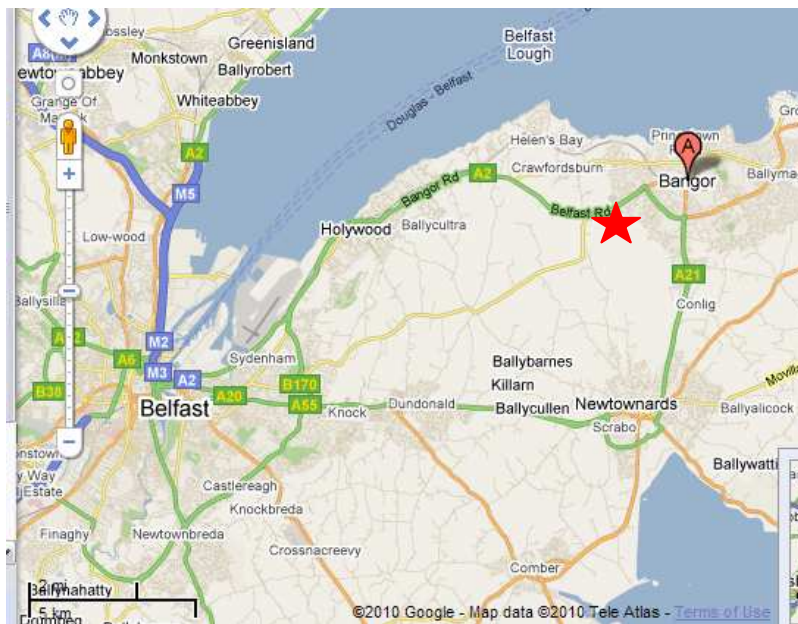 Greenisland
Belfast
Lough
Monkstown
ewtownabbey
Ballyrobert
Grange Of
Whiteabbey
Douglas - Belfast
A2
M5
Helen's Bay
Crawfordsburn
A
Bangor
Bangor Rd
A2
Belfast Rd
Ballycultra
Holywood
Low-wood
A21
Conlig
M2
A6
Sydenham
M3
A2
B38
A20
B170
A55
Belfast
Knock
Dundonald
Ballybarnes
Killarn
Ballycullen
Newtownards
Scrabo
Ballyalicock
Castlereagh
Knockbreda
Finaghy
Newtownbreda
Crossnacreevy
Comber
2 mi
5 km
©2010 Google - Map data ©2010 Tele Atlas - Terms of Use